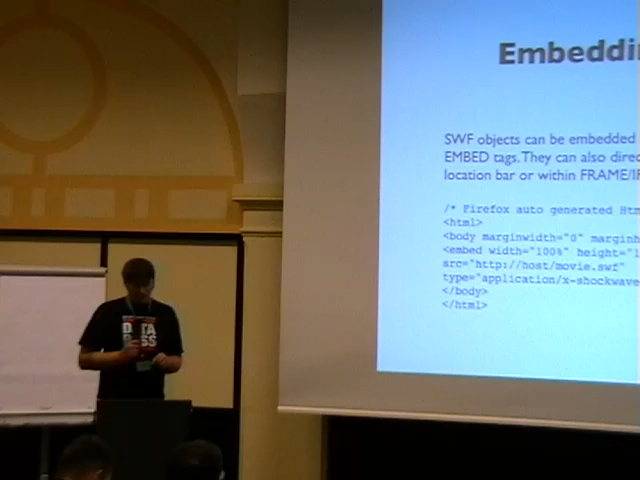 Embeddi
SWF objects can be embedded
EMBED tags. They can also direc
location bar or within FRAME/IF
/* Firefox auto generated Htm
<html>
<body marginwidth="0" marginh
<embed width="100%" height="1
src="http://host/movie.swf"
type="application/x-shockwave
</body>
</html>
DATA